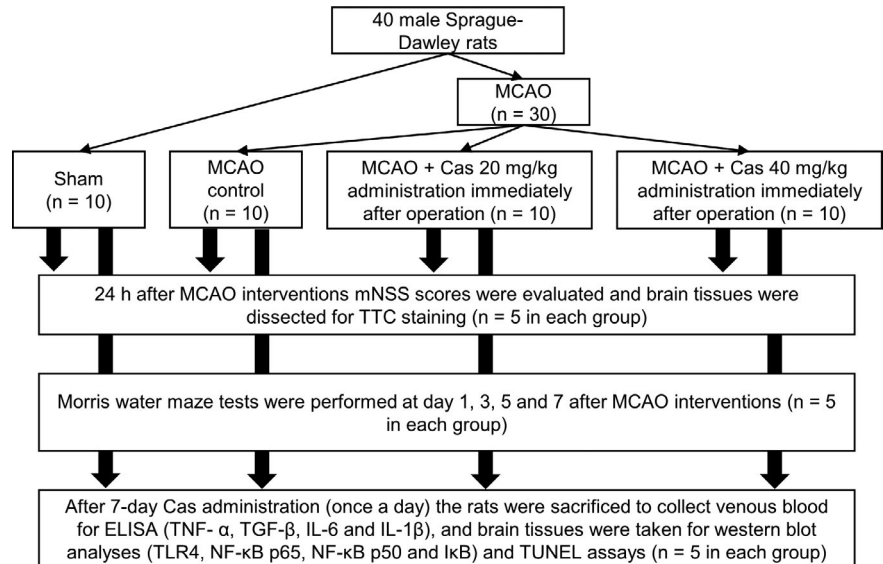 40 male Sprague-
Dawley rats
MCAO
(n = 30)
Sham
(n = 10)
MCAO
control
(n = 10)
MCAO + Cas 20 mg/kg
administration immediately
after operation (n = 10)
MCAO + Cas 40 mg/kg
administration immediately
after operation (n = 10)
24 h after MCAO interventions mNSS scores were evaluated and brain tissues were
dissected for TTC staining (n = 5 in each group)
Morris water maze tests were performed at day 1, 3, 5 and 7 after MCAO interventions (n = 5
in each group)
After 7-day Cas administration (once a day) the rats were sacrificed to collect venous blood
for ELISA (TNF- α, TGF-β, IL-6 and IL-1β), and brain tissues were taken for western blot
analyses (TLR4, NF-κB p65, NF-κB p50 and IκB) and TUNEL assays (n = 5 in each group)